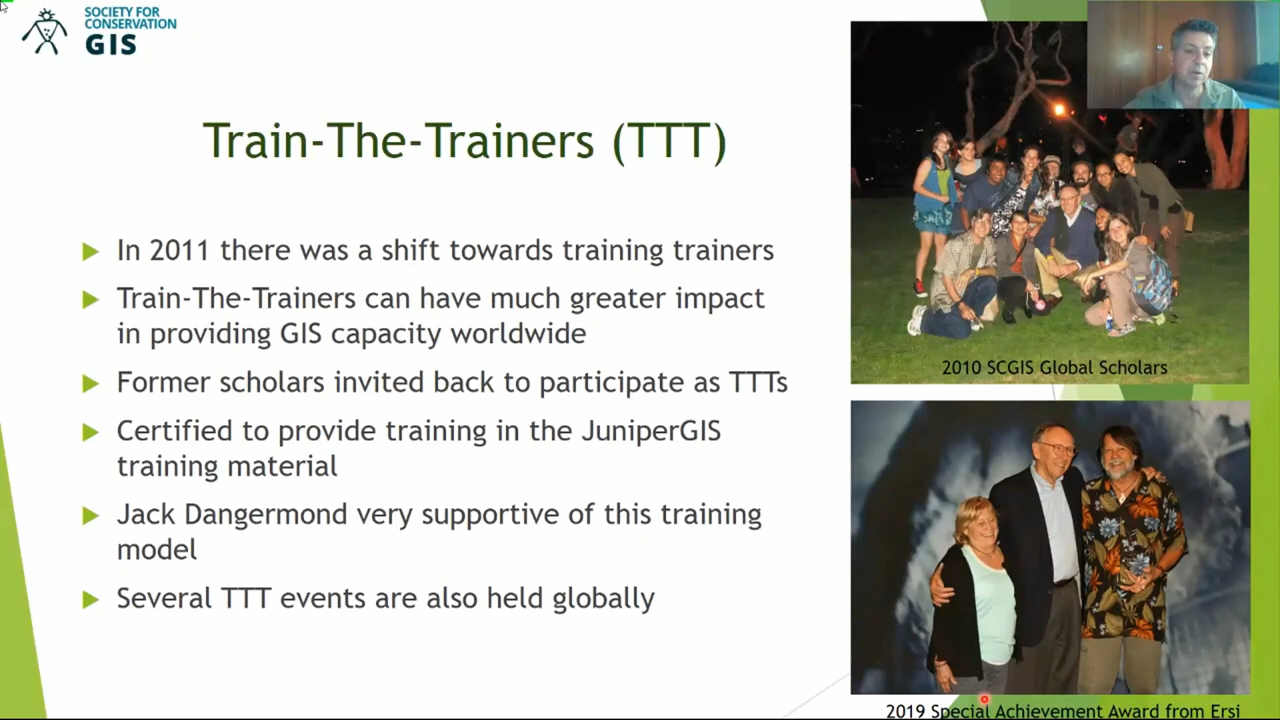 SOCIETY FOR
CONSERVATION
GIS
Train-The-Trainers (TTT)
In 2011 there was a shift towards training trainers
Train-The-Trainers can have much greater impact
in providing GIS capacity worldwide
Former scholars invited back to participate as TTTs
Certified to provide training in the JuniperGIS
training material
Jack Dangermond very supportive of this training
model
Several TTT events are also held globally
2010 SCGIS Global Scholars
2019 Special Achievement Award from Ersi